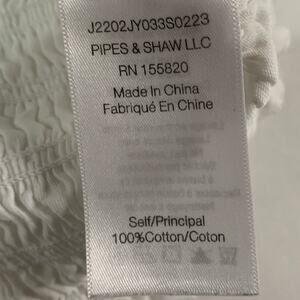 J2202JY033S0223
PIPES & SHAW LLC
RN 155820
Made In China
Fabriqué En Chine
Self/Principal
100%Cotton/Coton